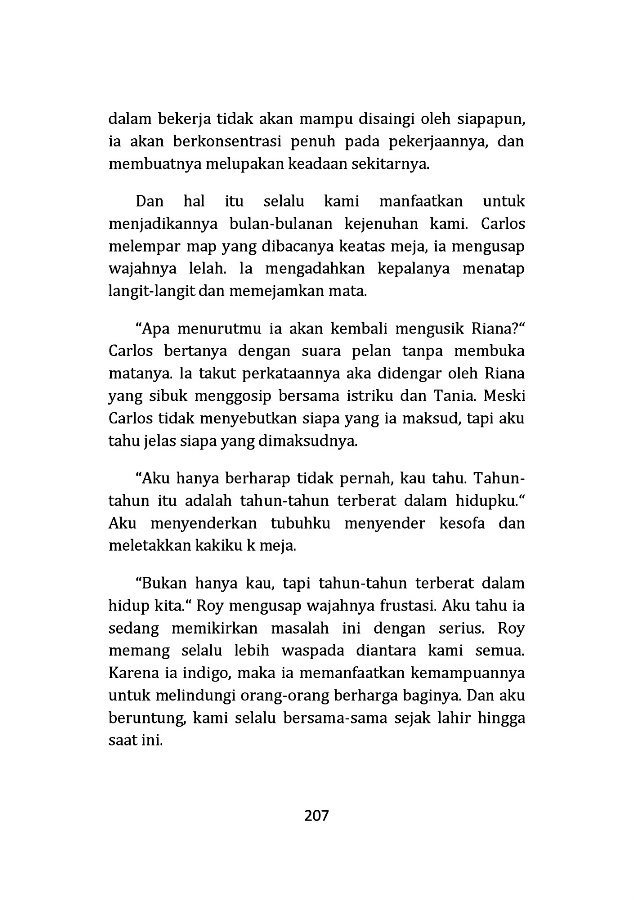 dalam bekerja tidak akan mampu disaingi oleh siapapun,
ia akan berkonsentrasi penuh pada pekerjaannya, dan
membuatnya melupakan keadaan sekitarnya.
Dan hal itu selalu kami manfaatkan untuk
menjadikannya bulan-bulanan kejenuhan kami. Carlos
melempar map yang dibacanya keatas meja, ia mengusap
wajahnya lelah. Ia mengadahkan kepalanya menatap
langit-langit dan memejamkan mata.
“Apa menurutmu ia akan kembali mengusik Riana?“
Carlos bertanya dengan suara pelan tanpa membuka
matanya. Ia takut perkataannya aka didengar oleh Riana
yang sibuk menggosip bersama istriku dan Tania. Meski
Carlos tidak menyebutkan siapa yang ia maksud, tapi aku
tahu jelas siapa yang dimaksudnya.
“Aku hanya berharap tidak pernah, kau tahu. Tahun-
tahun itu adalah tahun-tahun terberat dalam hidupku.“
Aku menyenderkan tubuhku menyender kesofa dan
meletakkan kakiku k meja.
“Bukan hanya kau, tapi tahun-tahun terberat dalam
hidup kita.“ Roy mengusap wajahnya frustasi. Aku tahu ia
sedang memikirkan masalah ini dengan serius. Roy
memang selalu lebih waspada diantara kami semua.
Karena ia indigo, maka ia memanfaatkan kemampuannya
untuk melindungi orang-orang berharga baginya. Dan aku
beruntung, kami selalu bersama-sama sejak lahir hingga
saat ini.
207